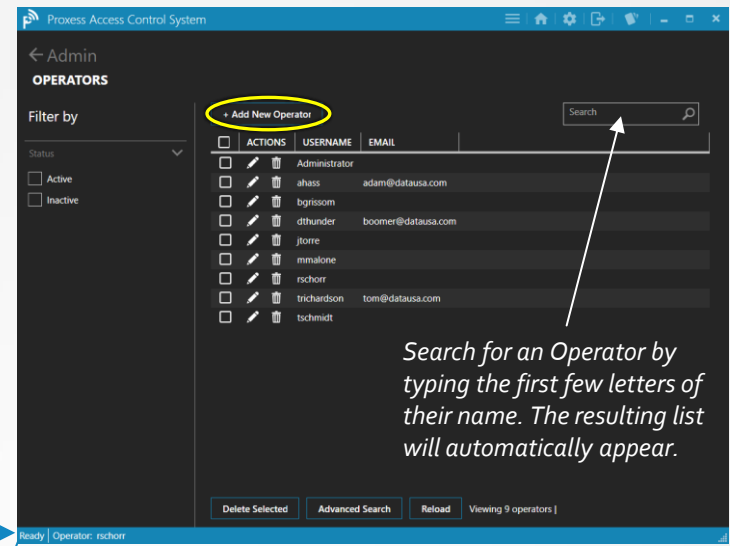 Proxess Access Control System
Admin
OPERATORS
Filter by
Status
Active
Inactive
+ Add New Operator
Search
ACTIONS USERNAME EMAIL
Administrator
ahass adam@datausa.com
bgrissom
dthunder boomer@datausa.com
jtorre
mmalone
rschorr
trichardson tom@datausa.com
tschmidt
Search for an Operator by
typing the first few letters of
their name. The resulting list
will automatically appear.
Delete Selected Advanced Search Reload Viewing 9 operators |
Ready Operator: rschorr